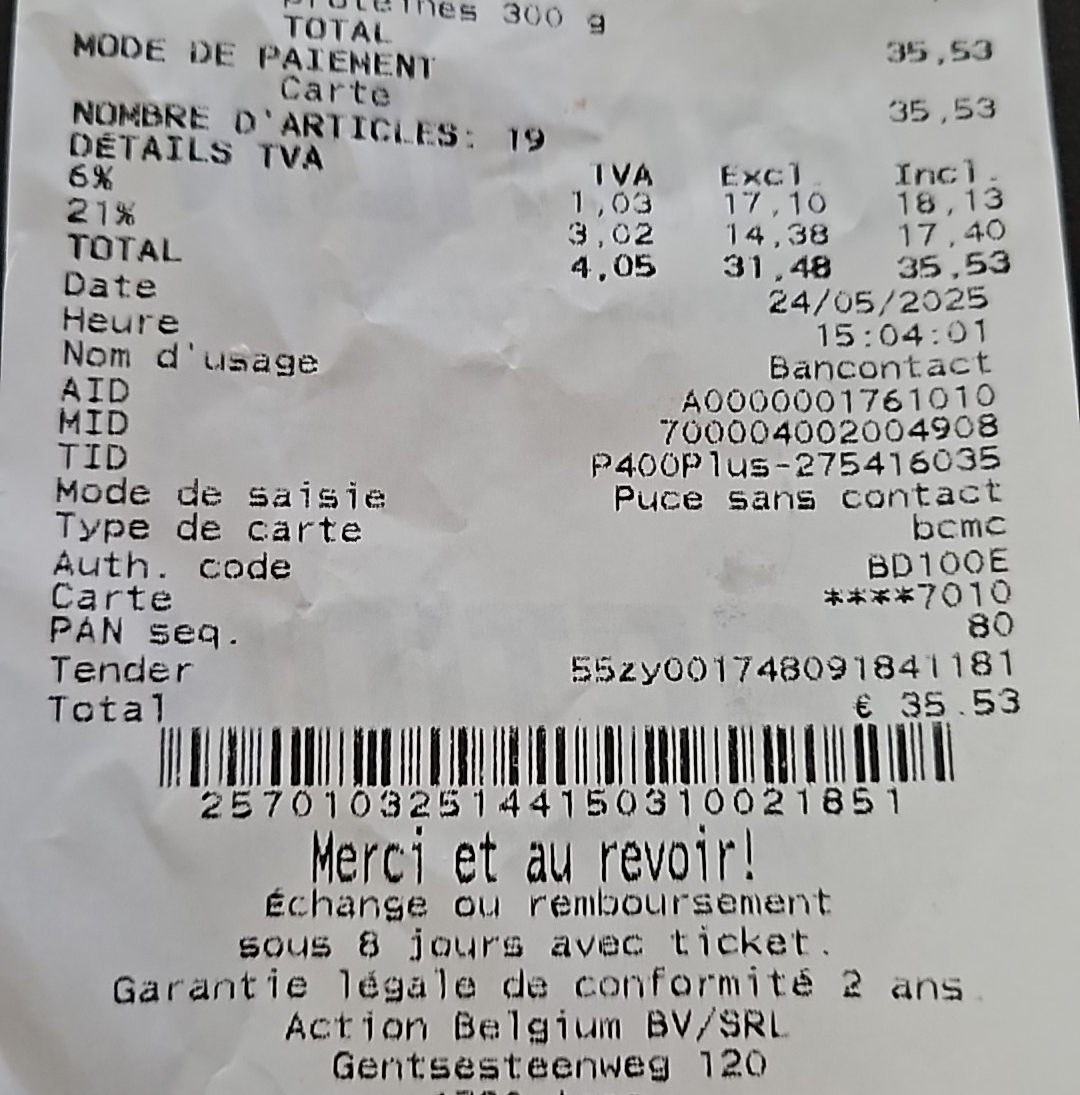 300 g
TOTAL 35,53
MODE DE PAIEMENT
Carte 35,53
NOMBRE D'ARTICLES: 19
DÉTAILS TVA
TVA Excl. Incl.
6% 1,03 17,10 18,13
21% 3,02 14,38 17,40
TOTAL 4,05 31,48 35,53
Date 24/05/2025
Heure 15:04:01
Nom d'usage Bancontact
AID A0000001761010
MID 700004002004908
TID P400Plus-275416035
Mode de saisie Puce sans contact
Type de carte bcmc
Auth. code BD100E
Carte ****7010
PAN seq. 80
Tender 55zy001748091841181
Total € 35.53
257010325144150310021851
Merci et au revoir!
Échange ou remboursement
sous 8 jours avec ticket.
Garantie légale de conformité 2 ans.
Action Belgium BV/SRL
Gentsesteenweg 120